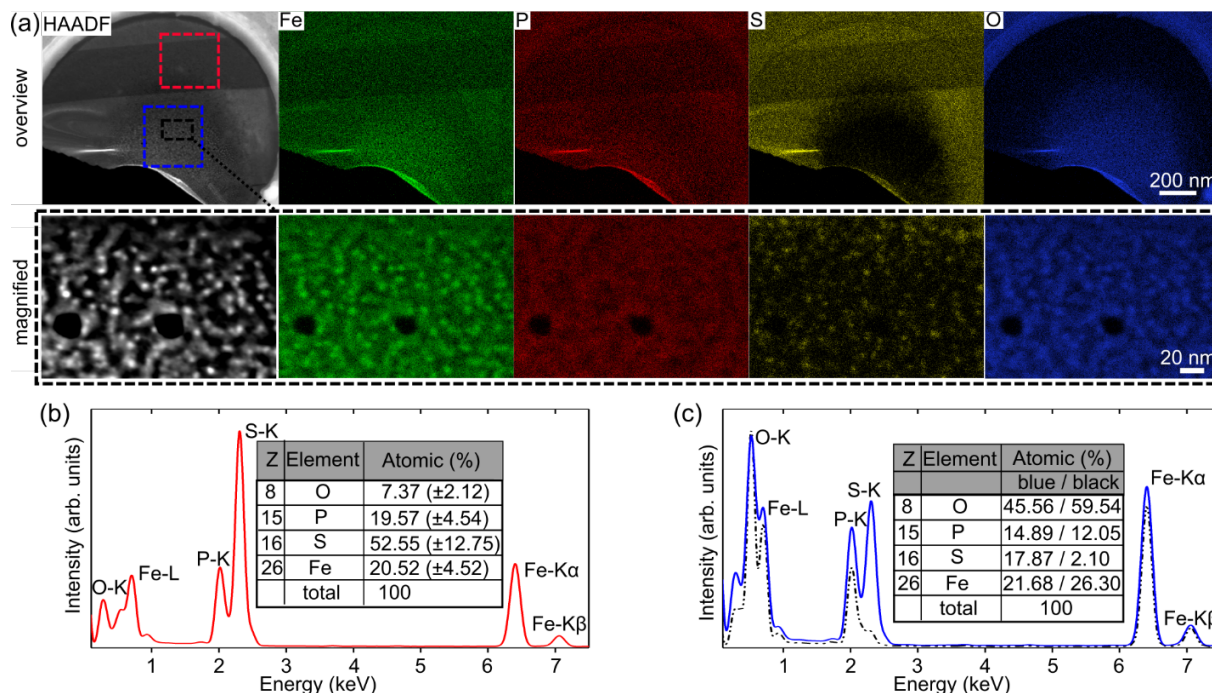 (a)
HAADF
Fe
P
S
O
overview
200 nm
magnified
20 nm
(b)
Intensity (arb. units)
O-K
Fe-L
P-K
S-K
Fe-Kα
Fe-Kβ
Z Element Atomic (%)
8 O 7.37 (±2.12)
15 P 19.57 (±4.54)
16 S 52.55 (±12.75)
26 Fe 20.52 (±4.52)
total 100
1 2 3 4 5 6 7
Energy (keV)
(c)
Intensity (arb. units)
O-K
Fe-L
P-K
S-K
Fe-Kα
Fe-Kβ
Z Element Atomic (%)
blue / black
8 O 45.56 / 59.54
15 P 14.89 / 12.05
16 S 17.87 / 2.10
26 Fe 21.68 / 26.30
total 100
1 2 3 4 5 6 7
Energy (keV)